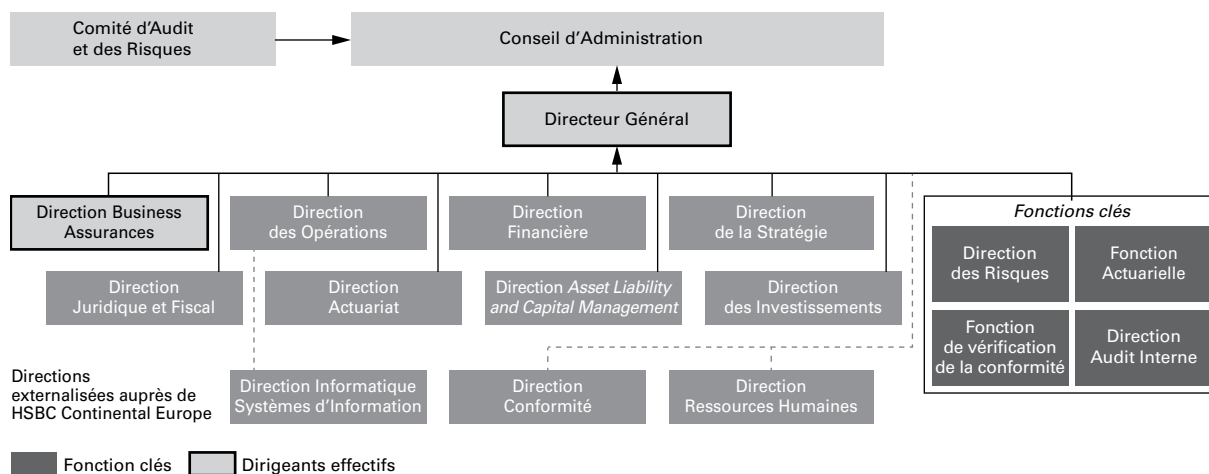 Comité d'Audit
et des Risques
Conseil d'Administration
Directeur Général
Direction Business
Assurances
Direction
des Opérations
Direction
Financière
Direction
de la Stratégie
Fonctions clés
Direction
Juridique et Fiscal
Direction
Actuariat
Direction Asset Liability
and Capital Management
Direction
des Investissements
Direction
des Risques
Fonction
Actuarielle
Fonction
de vérification
de la conformité
Direction
Audit Interne
Directions
externalisées auprès de
HSBC Continental Europe
Direction Informatique
Systèmes d'Information
Direction
Conformité
Direction
Ressources Humaines
Fonction clés
Dirigeants effectifs